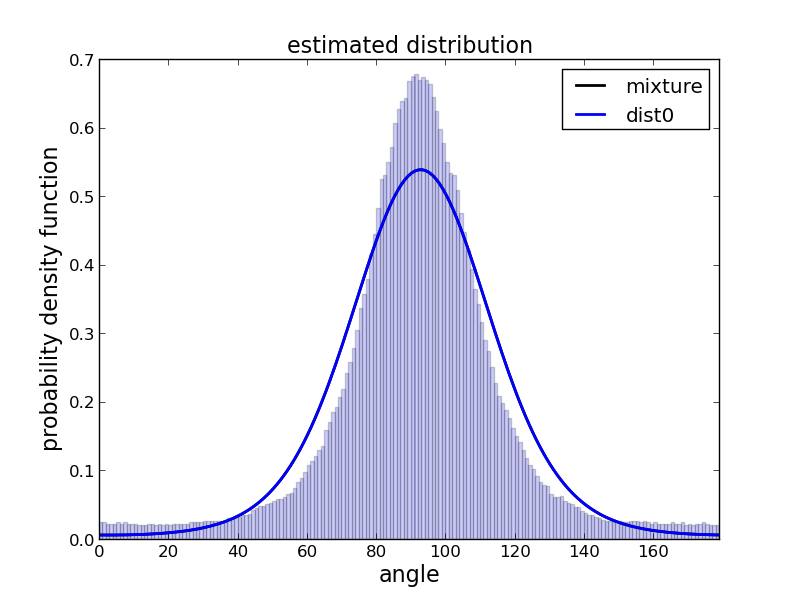 estimated distribution
mixture
dist0
probability density function
0.7
0.6
0.5
0.4
0.3
0.2
0.1
0.0
0 20 40 60 80 100 120 140 160
angle